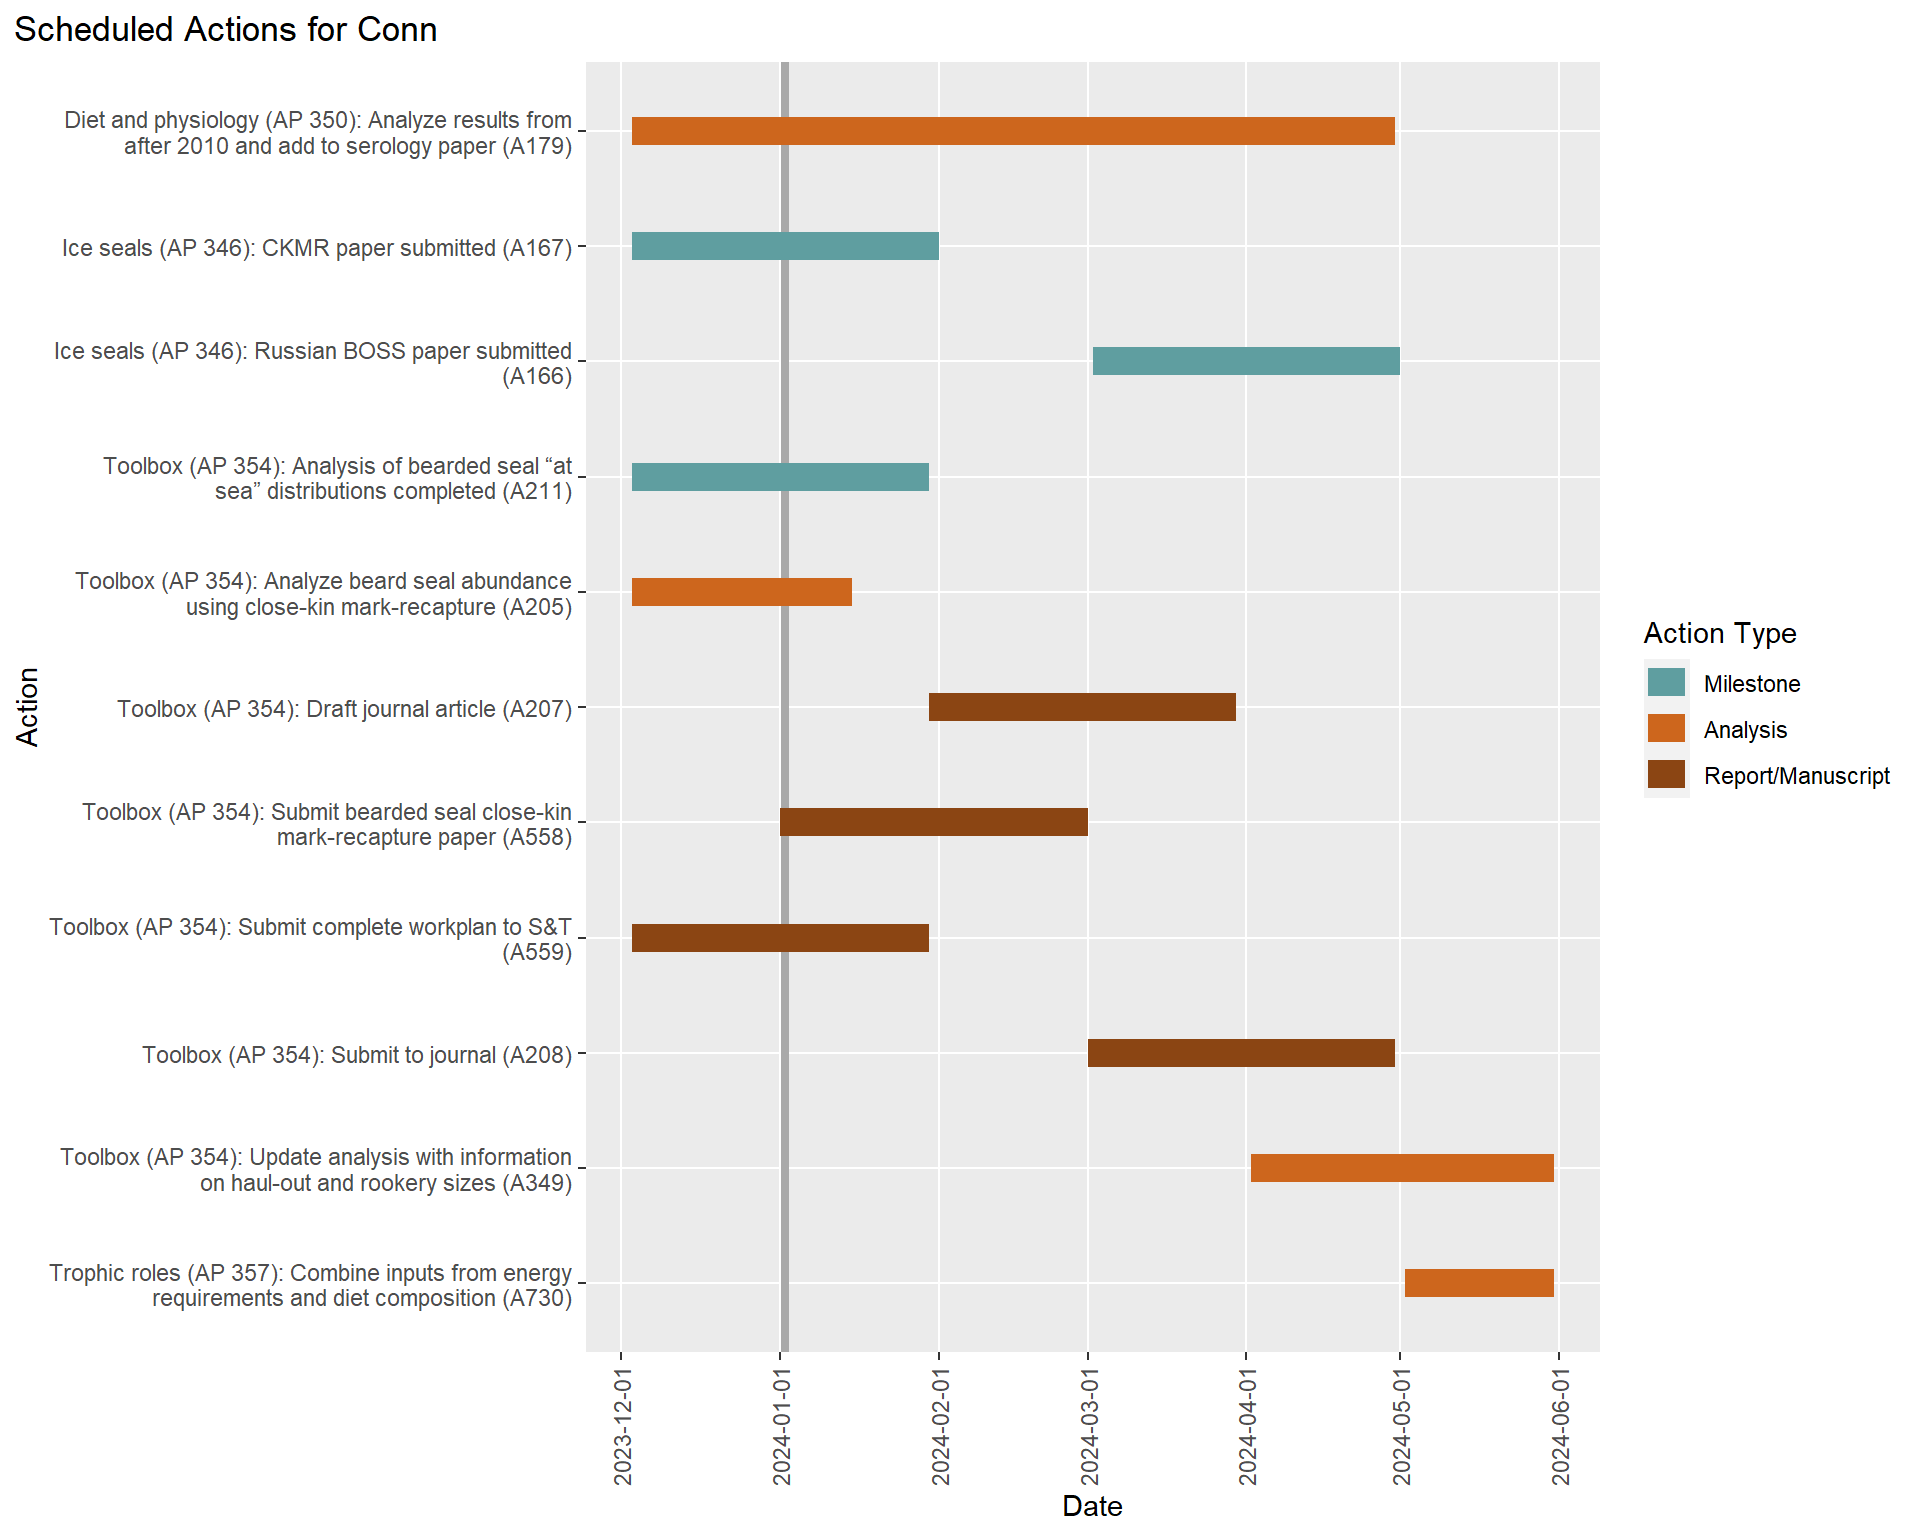 Scheduled Actions for Conn
Diet and physiology (AP 350): Analyze results from
after 2010 and add to serology paper (A179)
Ice seals (AP 346): CKMR paper submitted (A167)
Ice seals (AP 346): Russian BOSS paper submitted
(A166)
Toolbox (AP 354): Analysis of bearded seal “at
sea” distributions completed (A211)
Toolbox (AP 354): Analyze beard seal abundance
using close-kin mark-recapture (A205)
Toolbox (AP 354): Draft journal article (A207)
Toolbox (AP 354): Submit bearded seal close-kin
mark-recapture paper (A558)
Toolbox (AP 354): Submit complete workplan to S&T
(A559)
Toolbox (AP 354): Submit to journal (A208)
Toolbox (AP 354): Update analysis with information
on haul-out and rookery sizes (A349)
Trophic roles (AP 357): Combine inputs from energy
requirements and diet composition (A730)
Action
2023-12-01
2024-01-01
2024-02-01
2024-03-01
2024-04-01
2024-05-01
2024-06-01
Date
Action Type
Milestone
Analysis
Report/Manuscript